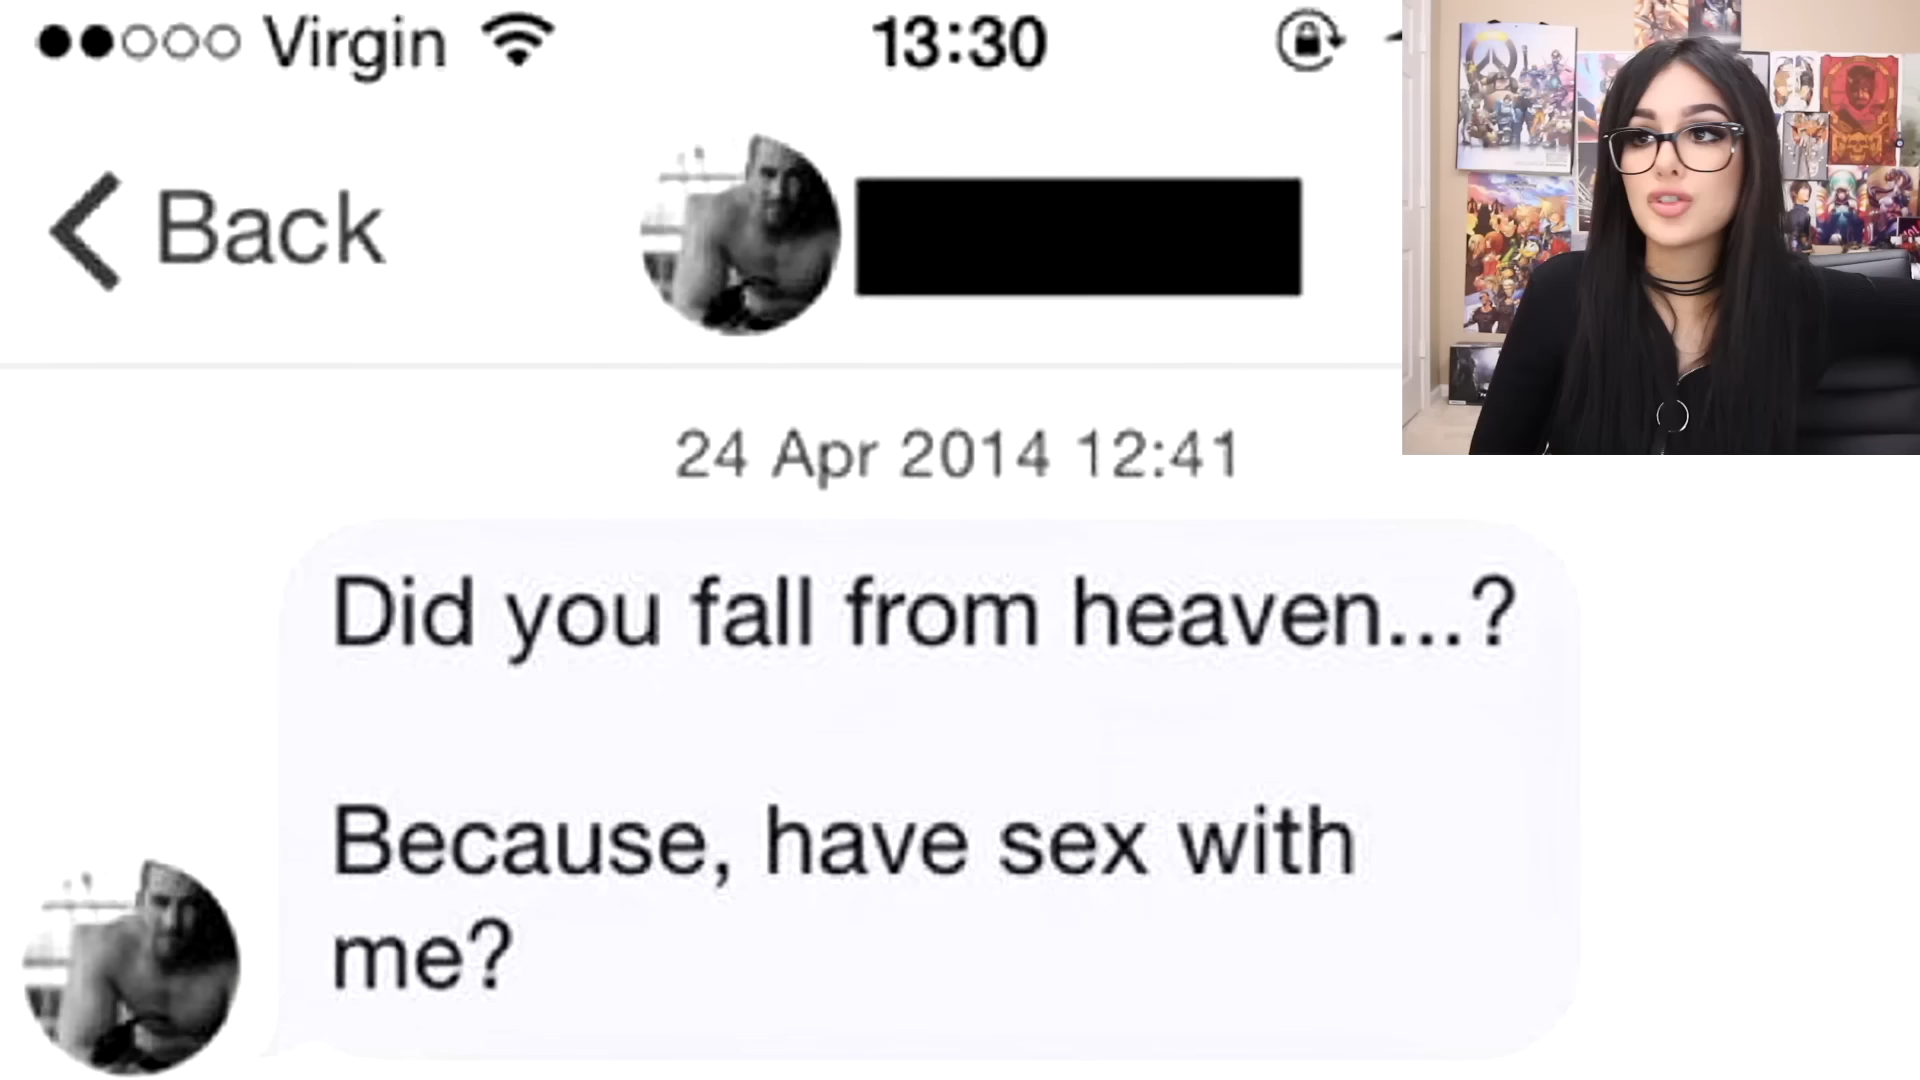 Virgin 13:30
Back
24 Apr 2014 12:41
Did you fall from heaven...?
Because, have sex with
me?